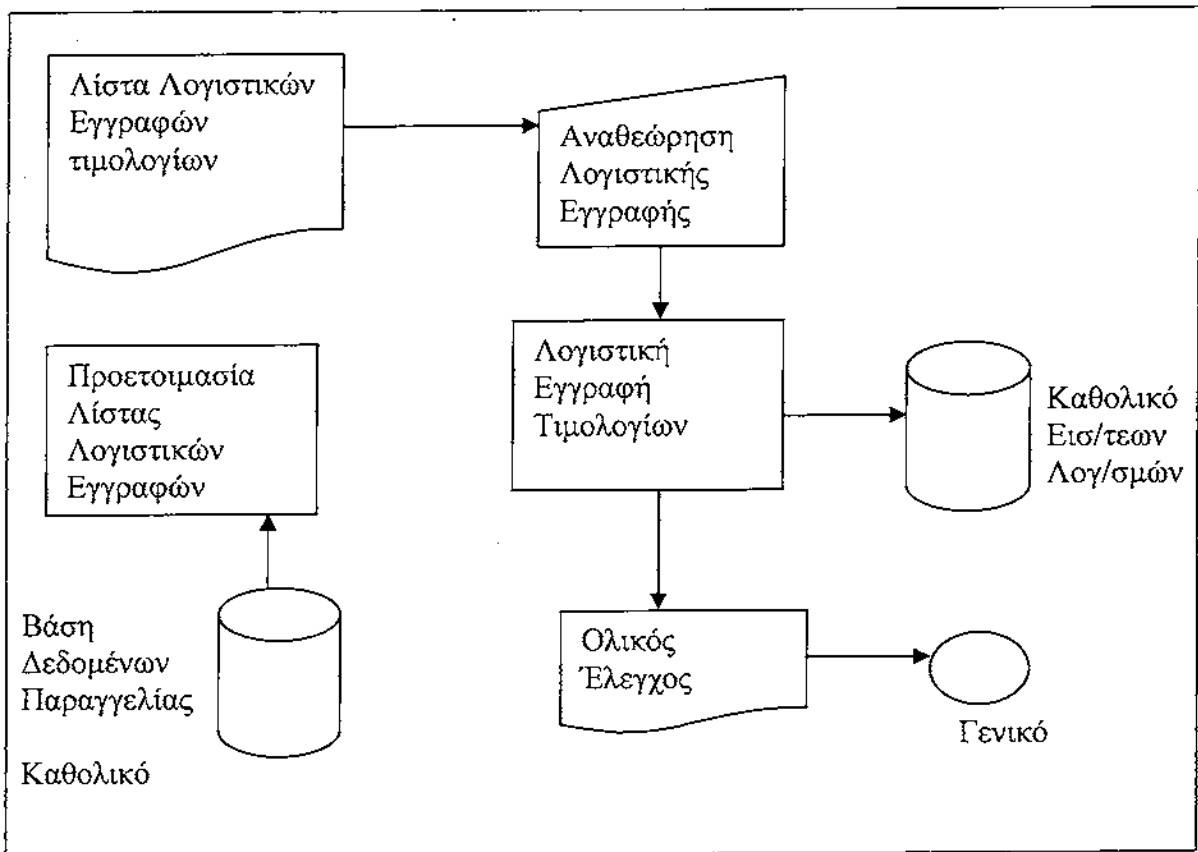 Λίστα Λογιστικών
Εγγραφών
τιμολογίων
Αναθεώρηση
Λογιστικής
Εγγραφής
Προετοιμασία
Λίστας
Λογιστικών
Εγγραφών
Λογιστική
Εγγραφή
Τιμολογίων
Καθολικό
Εισ/τεων
Λογ/σμών
Βάση
Δεδομένων
Παραγγελίας
Καθολικό
Ολικός
Έλεγχος
Γενικό